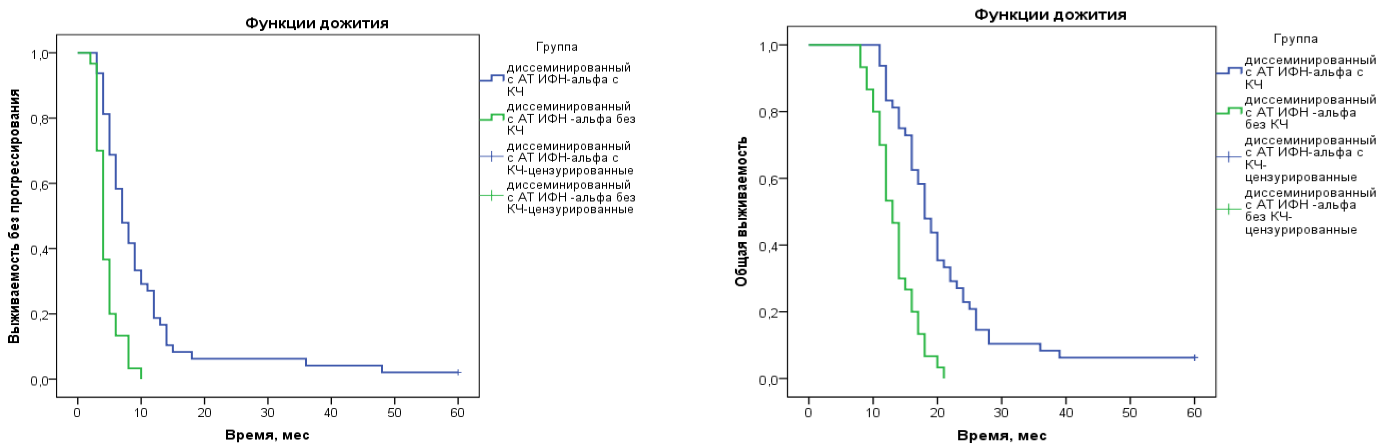 Функции дожития
Выживаемость без прогрессирования
1,0
0,8
0,6
0,4
0,2
0,0
0
10
20
30
40
50
60
Время, мес
Группа
диссеминированный
с АТ ИФН-альфа с
КЧ
диссеминированный
с АТ ИФН -альфа без
КЧ
диссеминированный
с АТ ИФН-альфа с
КЧ-цензурированные
диссеминированный
с АТ ИФН -альфа без
КЧ-цензурированные
Функции дожития
Общая выживаемость
1,0
0,8
0,6
0,4
0,2
0,0
0
10
20
30
40
50
60
Время, мес
Группа
диссеминированный
с АТ ИФН-альфа с
КЧ
диссеминированный
с АТ ИФН -альфа
без КЧ
диссеминированный
с АТ ИФН-альфа с
КЧ-
цензурированные
диссеминированный
с АТ ИФН -альфа
без КЧ-
цензурированные